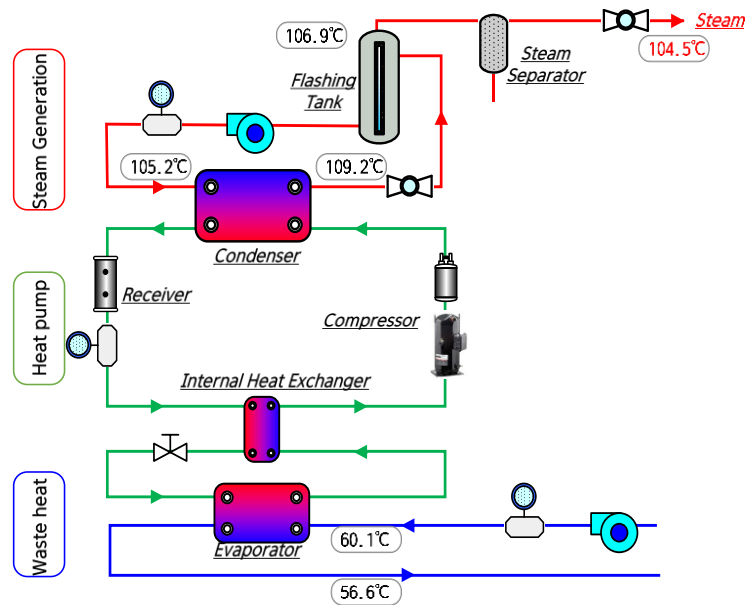 Steam
106.9℃
104.5℃
Steam
Separator
Flashing
Tank
Steam Generation
105.2℃
109.2℃
Condenser
Receiver
Compressor
Heat pump
Internal Heat Exchanger
Waste heat
Evaporator
60.1℃
56.6℃